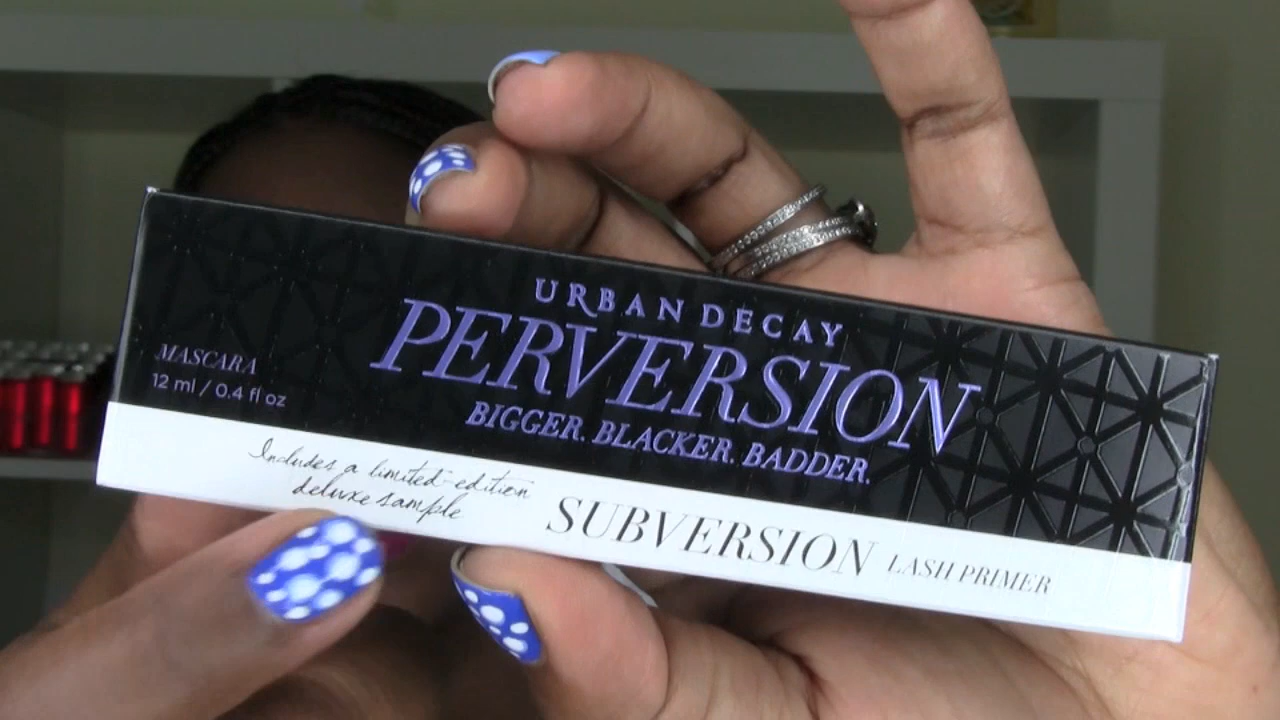 URBAN DECAY
PERVERSION
BIGGER. BLACKER. BADDER.
MASCARA
12 ml / 0.4 fl oz
Includes a limited-edition
deluxe sample
SUBVERSION LASH PRIMER